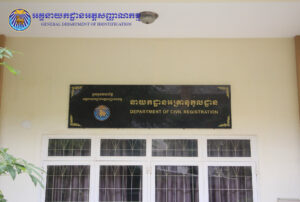 អគ្គនាយកដ្ឋានអត្តសញ្ញាណកម្ម
GENERAL DEPARTMENT OF IDENTIFICATION
នាយកដ្ឋានអត្រានុកូលដ្ឋាន
DEPARTMENT OF CIVIL REGISTRATION